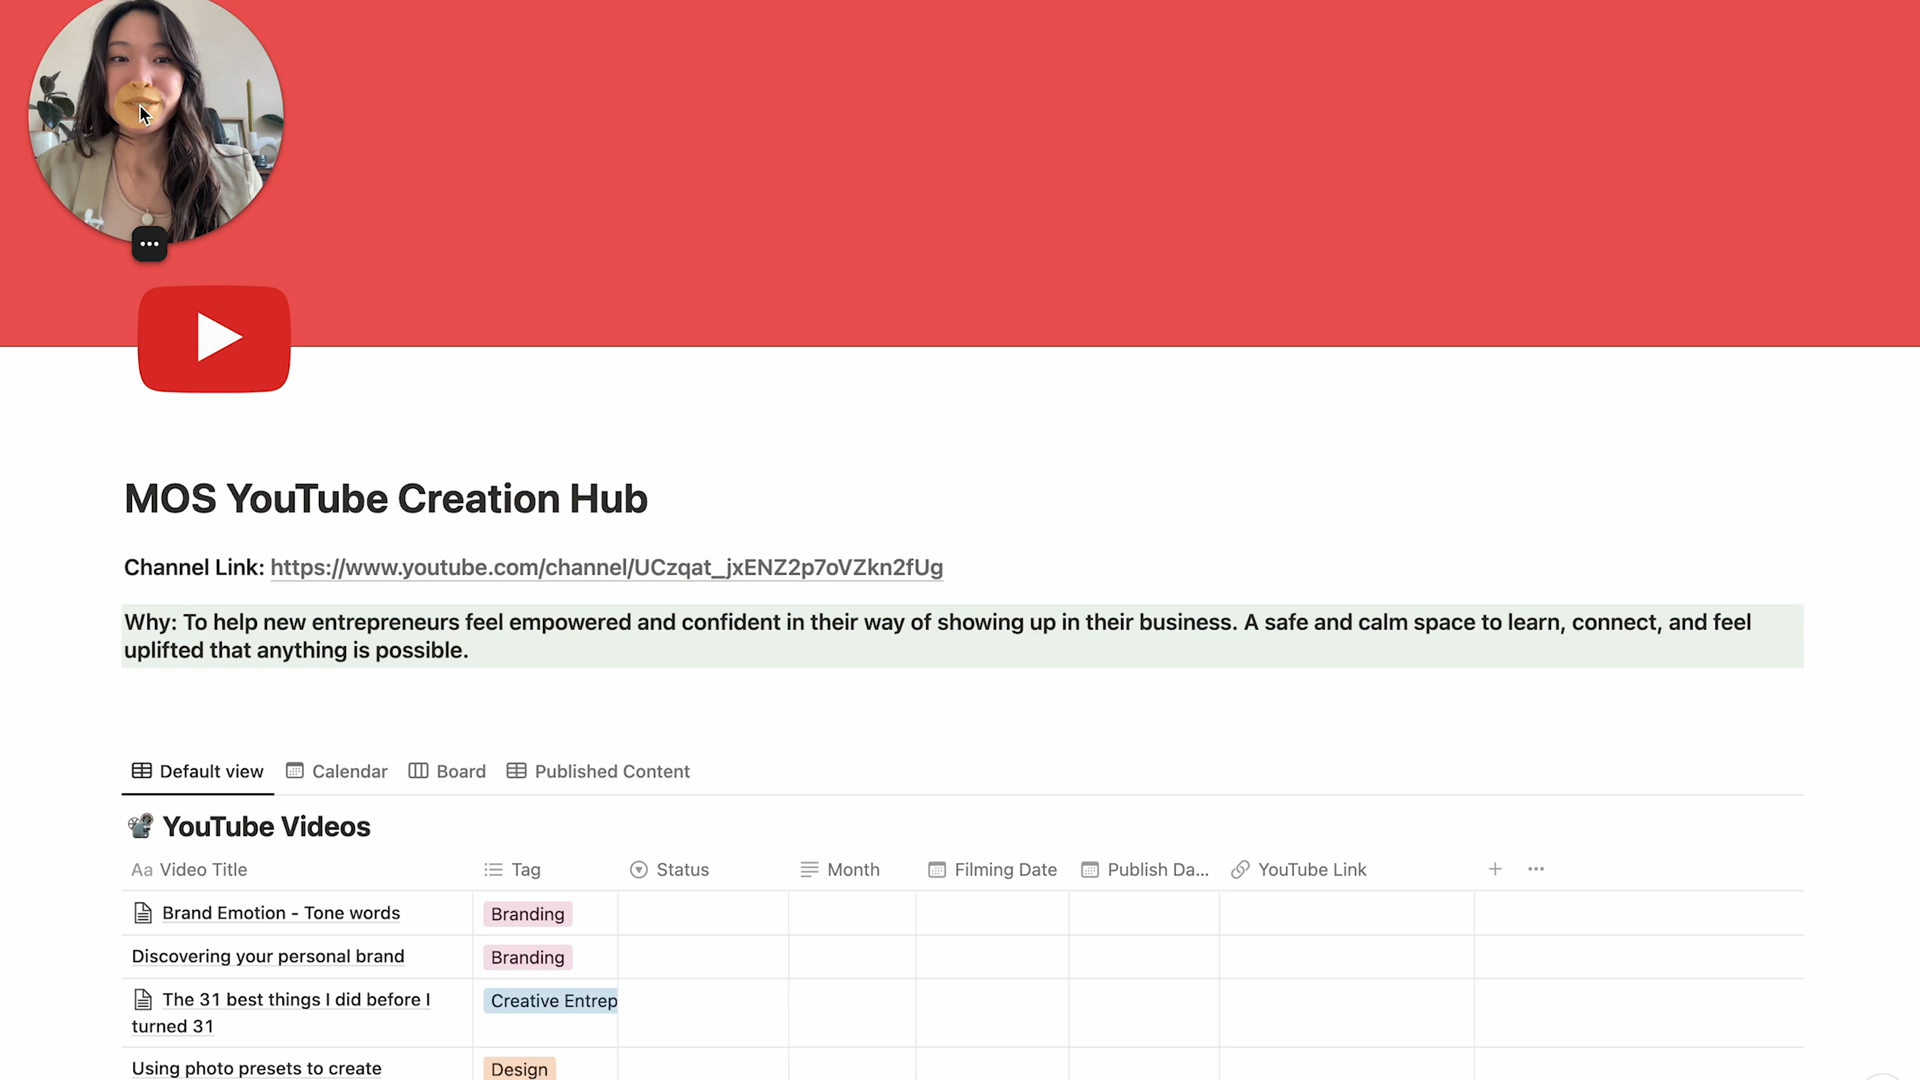 MOS YouTube Creation Hub
Channel Link: https://www.youtube.com/channel/UCzqat_jxENZ2p7oVZkn2fUg
Why: To help new entrepreneurs feel empowered and confident in their way of showing up in their business. A safe and calm space to learn, connect, and feel
uplifted that anything is possible.
Default view Calendar Board Published Content
YouTube Videos
Aa Video Title Tag Status Month Filming Date Publish Da... YouTube Link
Brand Emotion - Tone words Branding
Discovering your personal brand Branding
The 31 best things I did before I Creative Entrep
turned 31
Using photo presets to create Design